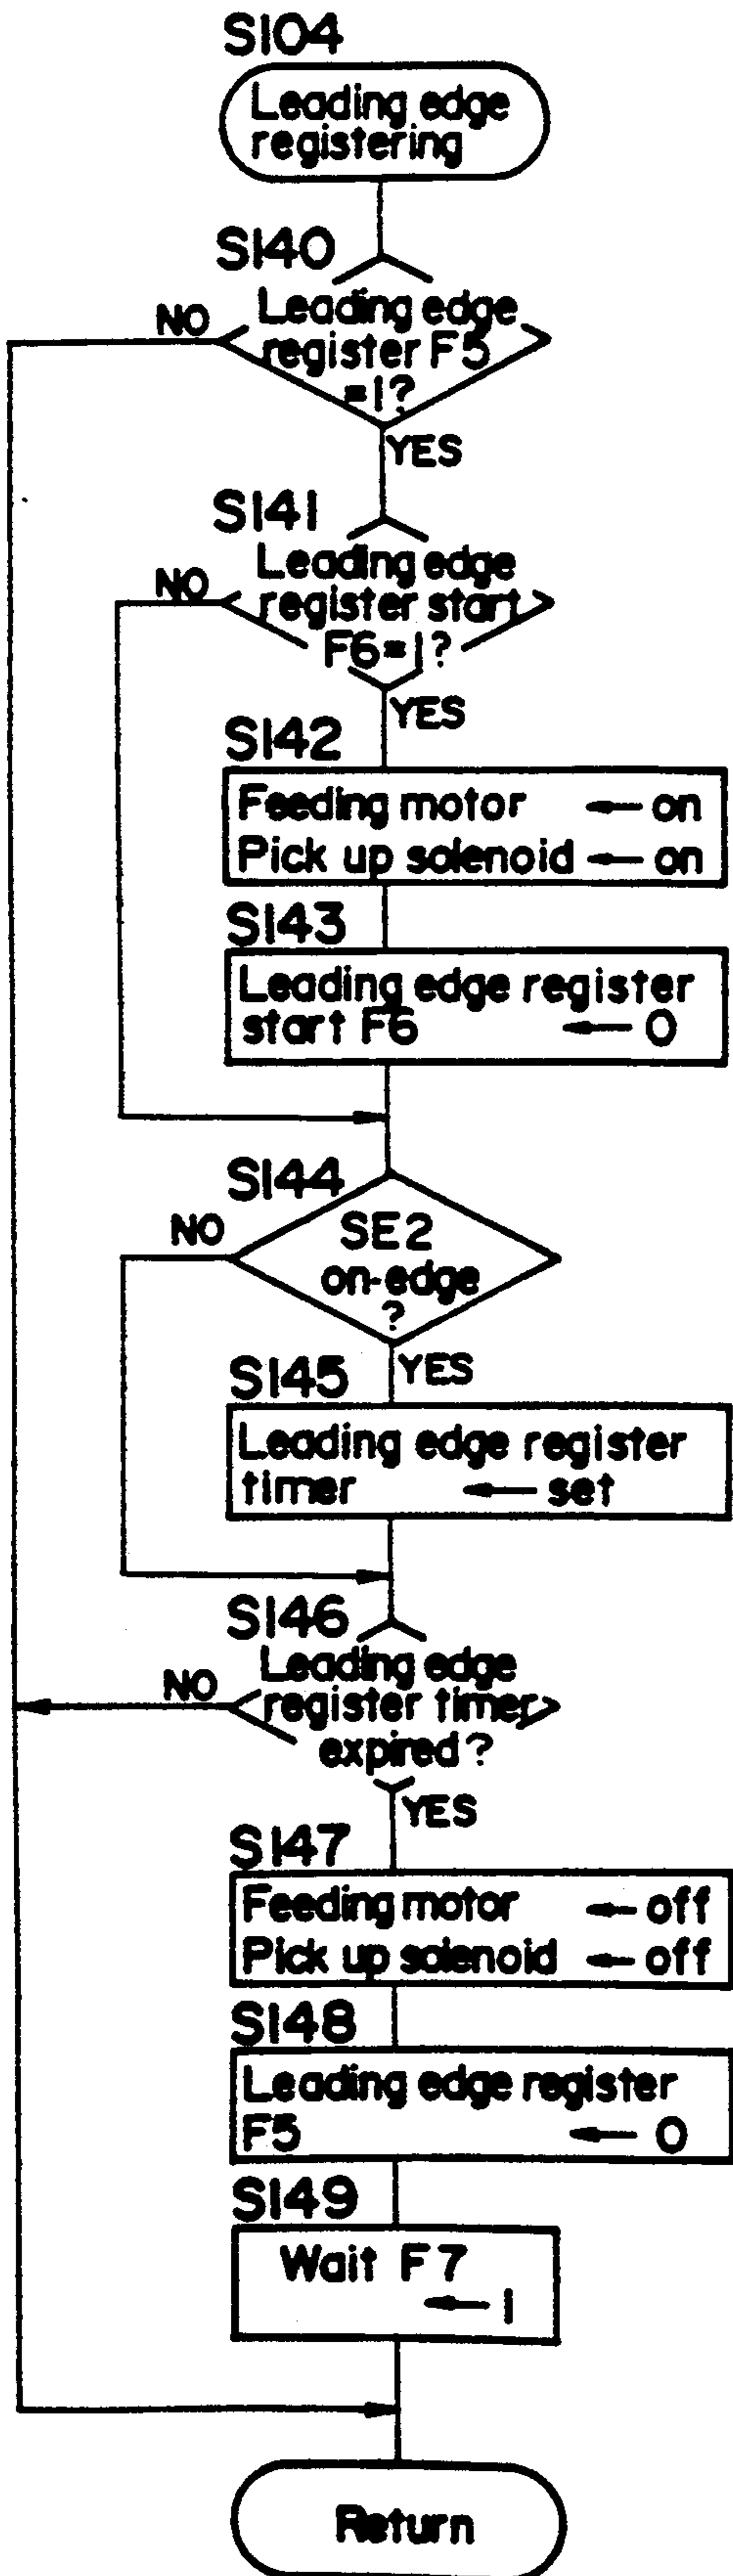 S104
Leading edge
registering
S140
NO
Leading edge
register F5
=1?
YES
S141
NO
Leading edge
register start
F6=1?
YES
S142
Feeding motor ← on
Pick up solenoid ← on
S143
Leading edge register
start F6 ← 0
S144
NO
SE2
on-edge
?
YES
S145
Leading edge register
timer ← set
S146
NO
Leading edge
register timer
expired?
YES
S147
Feeding motor ← off
Pick up solenoid ← off
S148
Leading edge register
F5 ← 0
S149
Wait F7
← 1
Return